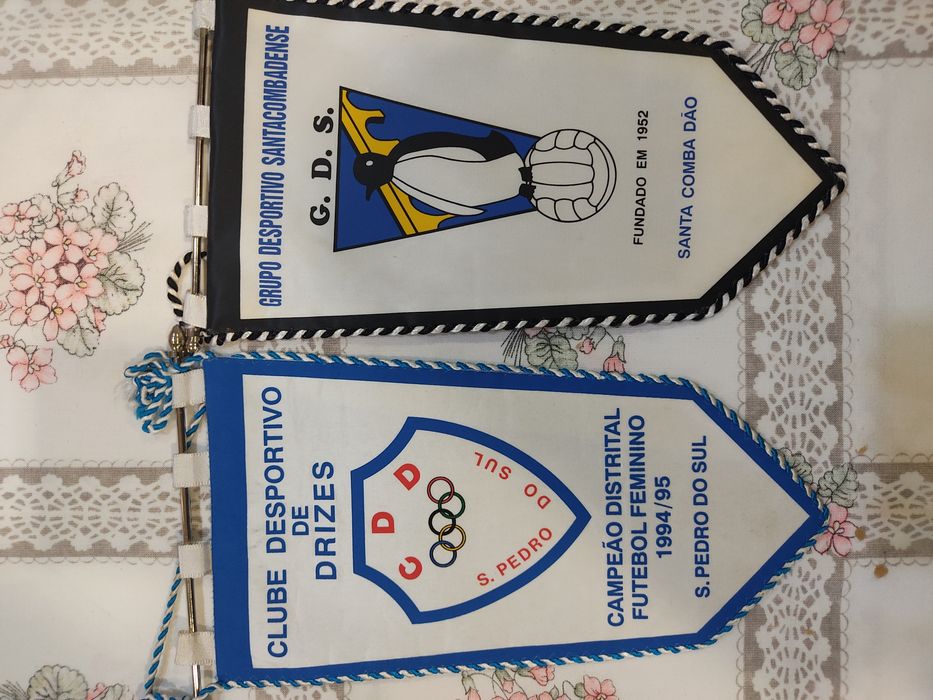 GRUPO DESPORTIVO SANTACOMBADENSE
G. D. S.
FUNDADO EM 1952
SANTA COMBA DÃO
CLUBE DESPORTIVO
DE
DRIZES
C D D
S. PEDRO DO SUL
CAMPEÃO DISTRITAL
FUTEBOL FEMININO
1994/95
S. PEDRO DO SUL